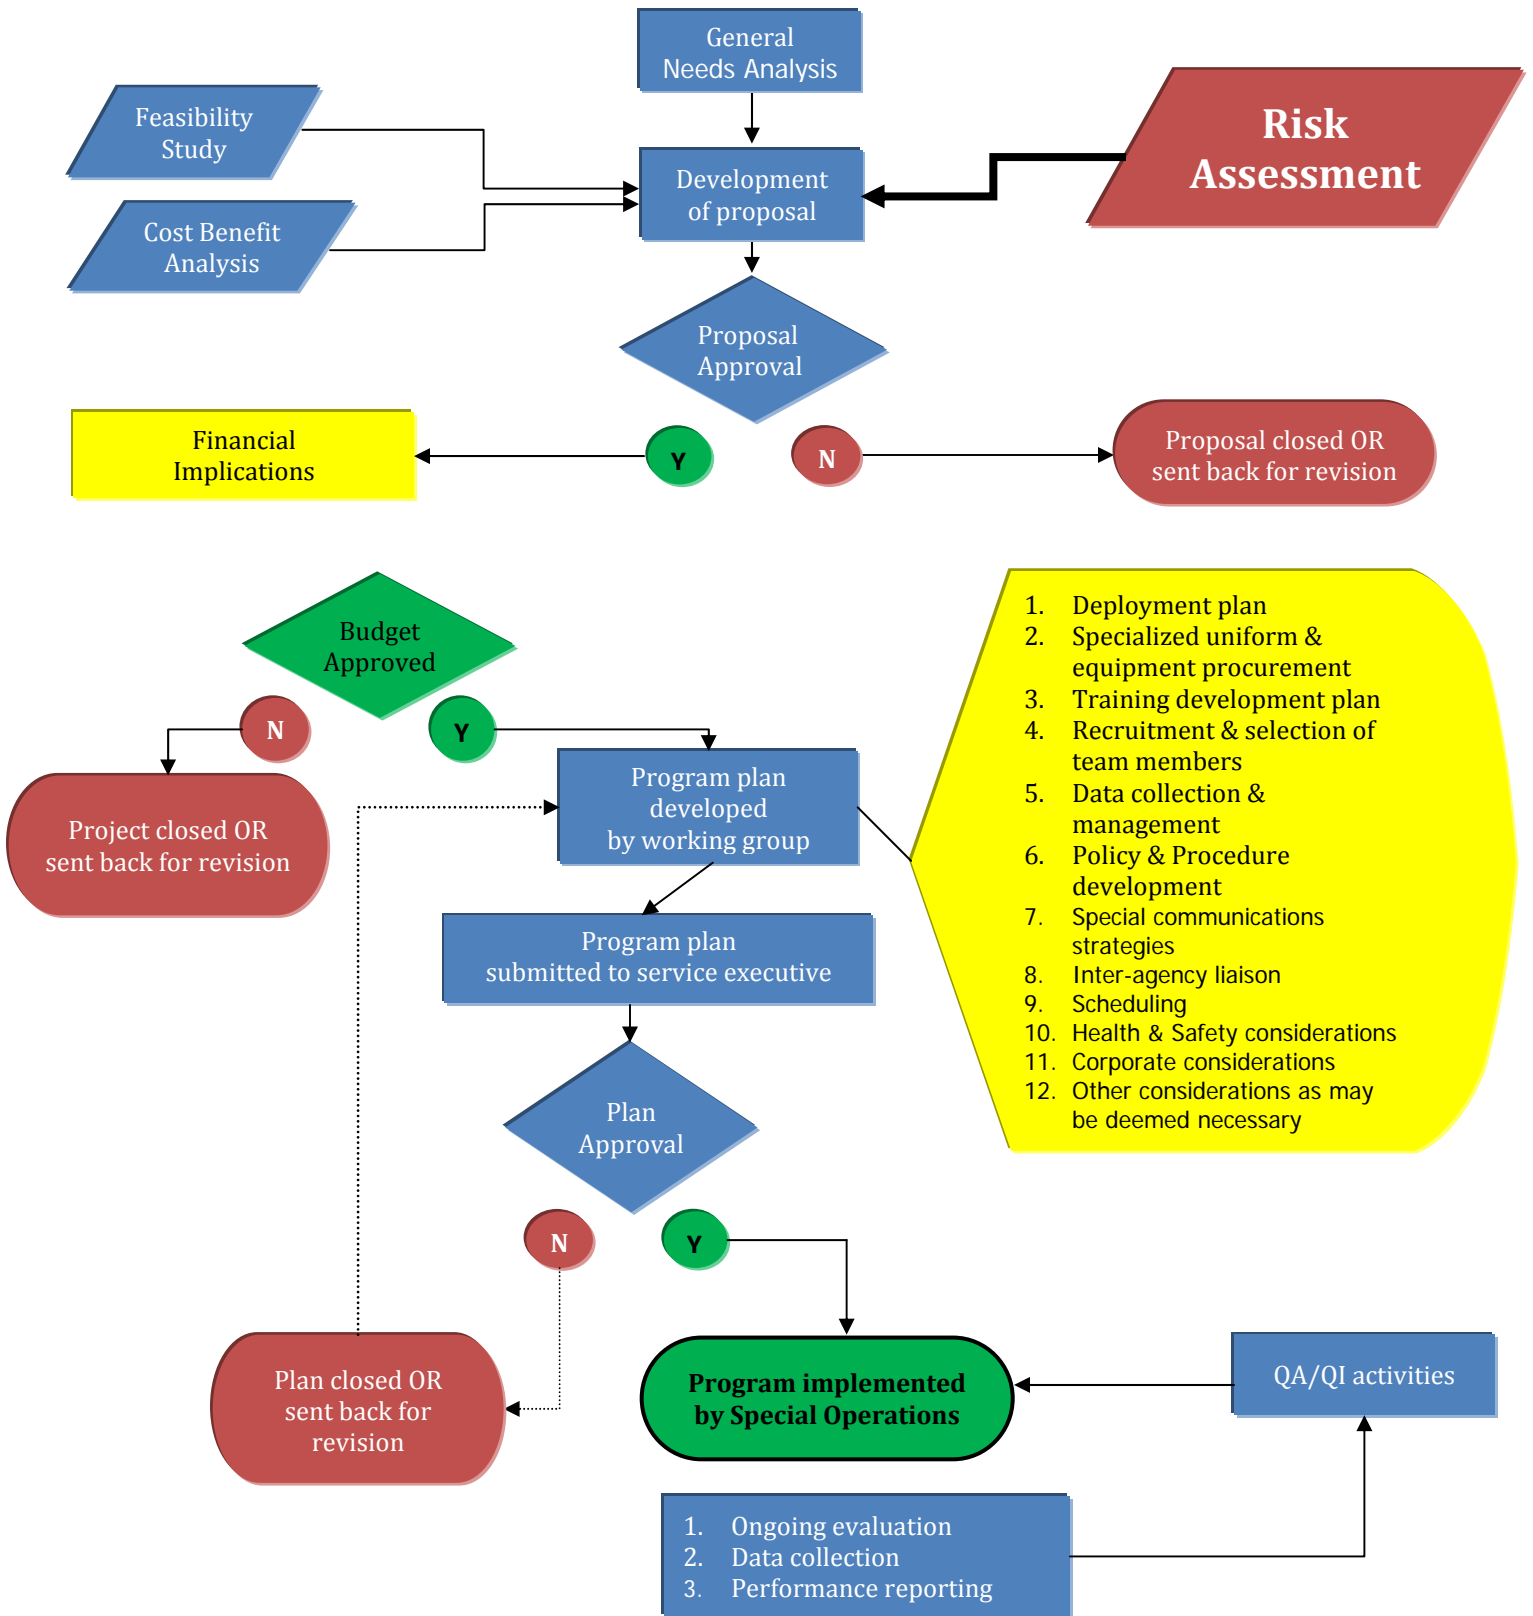 General
Needs Analysis
Feasibility
Study
Risk
Assessment
Development
of proposal
Cost Benefit
Analysis
Proposal
Approval
Financial
Implications
Y
N
Proposal closed OR
sent back for revision
Budget
Approved
N
Y
Project closed OR
sent back for revision
Program plan
developed
by working group
1. Deployment plan
2. Specialized uniform &
equipment procurement
3. Training development plan
4. Recruitment & selection of
team members
5. Data collection &
management
6. Policy & Procedure
development
7. Special communications
strategies
8. Inter-agency liaison
9. Scheduling
10. Health & Safety considerations
11. Corporate considerations
12. Other considerations as may
be deemed necessary
Program plan
submitted to service executive
Plan
Approval
N
Y
Plan closed OR
sent back for
revision
Program implemented
by Special Operations
QA/QI activities
1. Ongoing evaluation
2. Data collection
3. Performance reporting